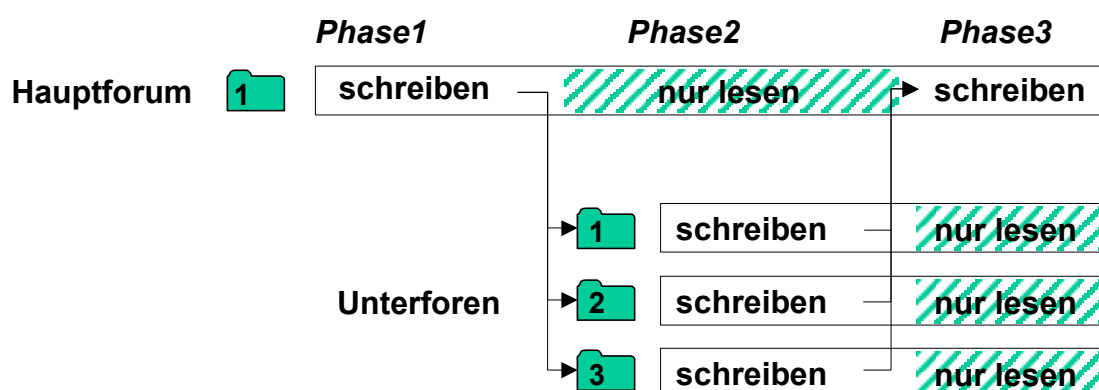 Phase1 Phase2 Phase3
Hauptforum 1 schreiben nur lesen schreiben
1 schreiben nur lesen
Unterforen 2 schreiben nur lesen
3 schreiben nur lesen